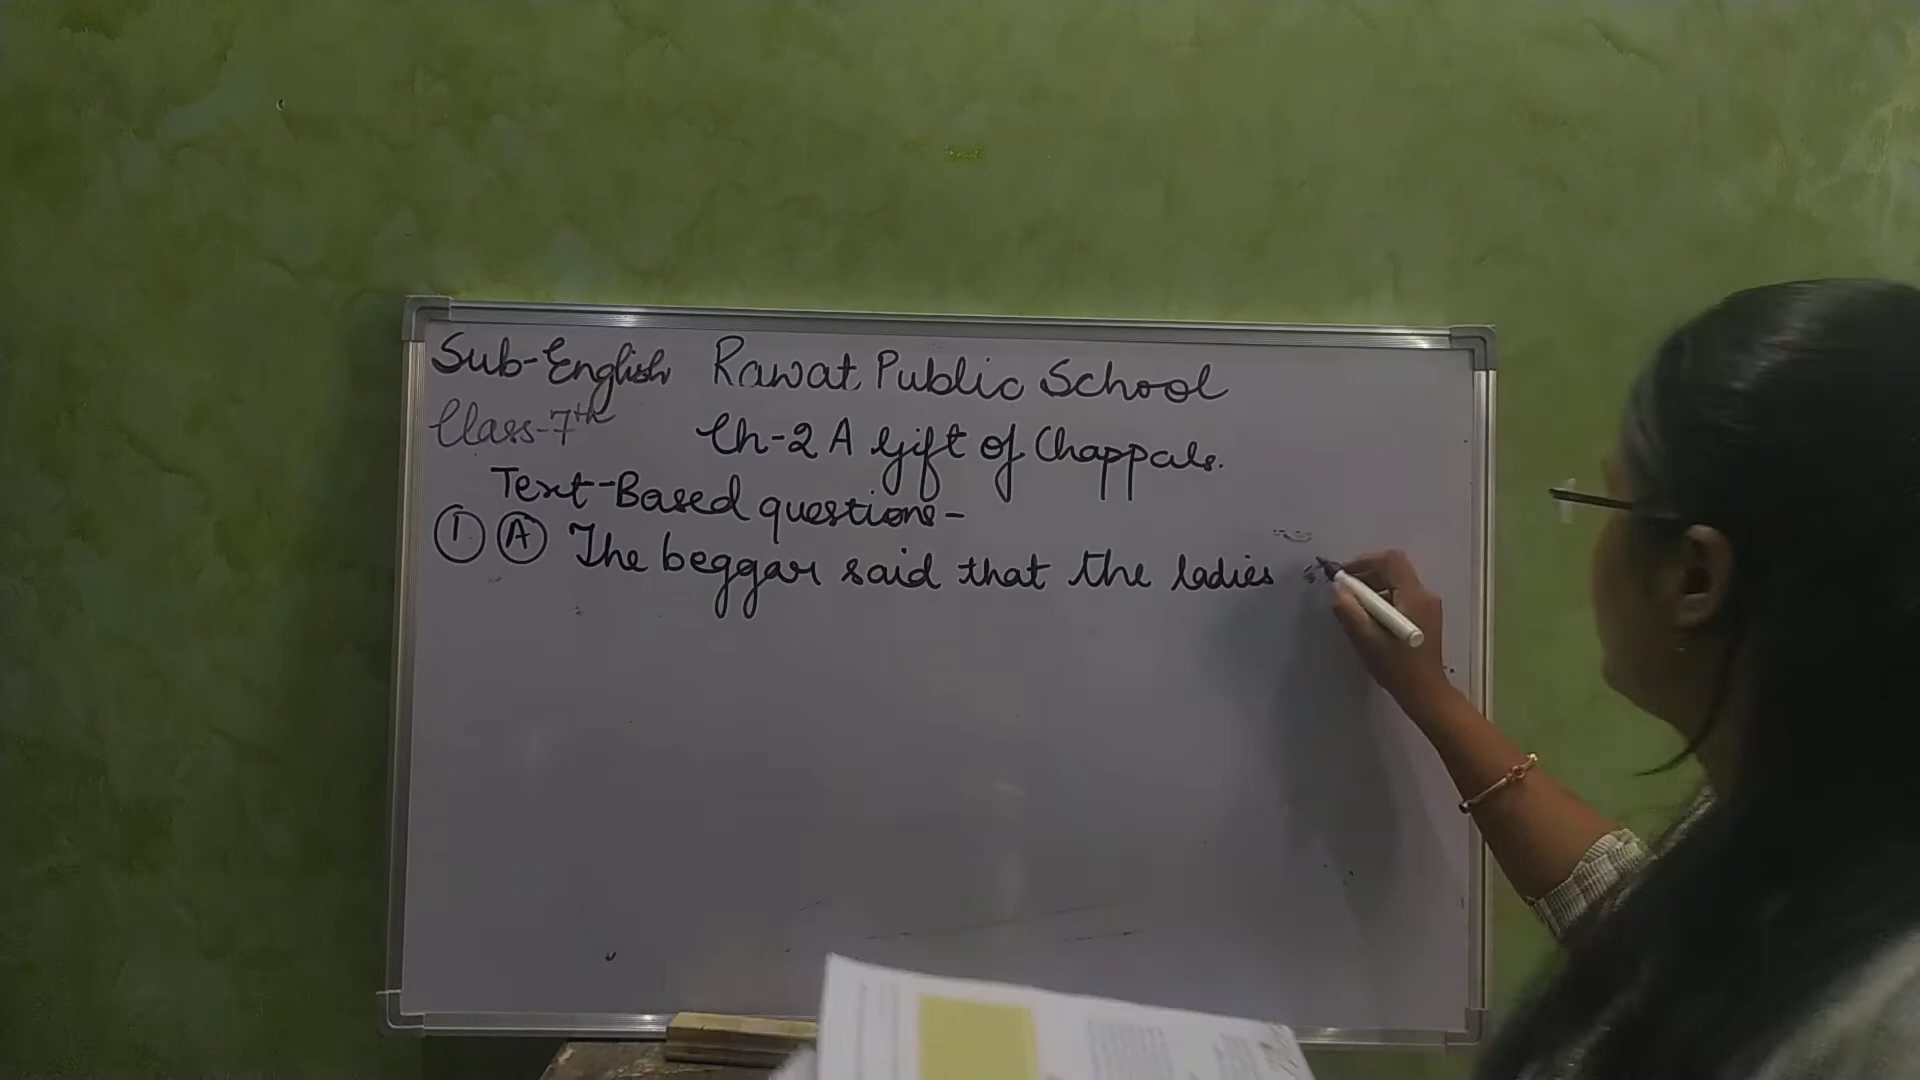 Sub-English Rawat Public School
Class-7th Ch-2 A Gift of Chappals.
Text-Based questions-
1 A The beggar said that the ladies